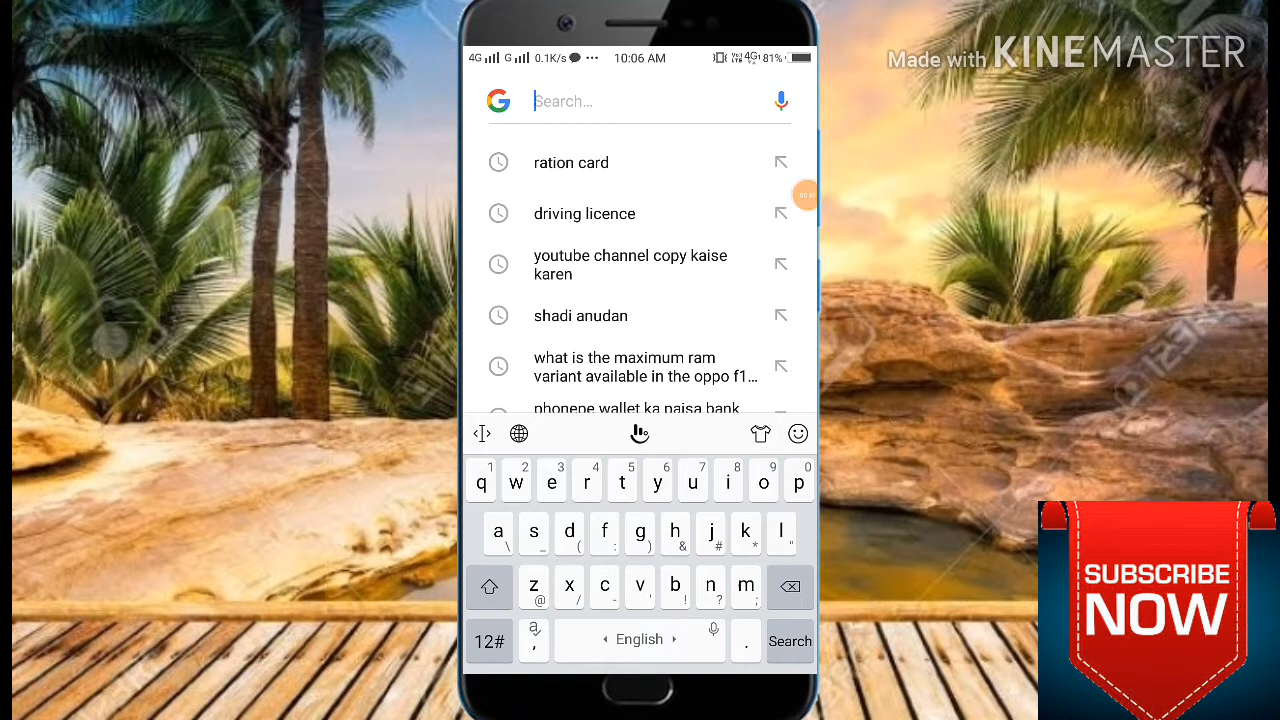 Made with KINEMASTER
4G G 0.1K/s ... 10:06 AM 4G 81%
Search...
ration card
driving licence
youtube channel copy kaise
karen
shadi anudan
what is the maximum ram
variant available in the oppo f1...
phonepe wallet ka paisa bank
1 2 3 4 5 6 7 8 9 0
q w e r t y u i o p
a s d f g h j k l
\ _ ( : ) & # * "
z x c v b n m
@ / - ' ! ? ;
12# , English . Search
SUBSCRIBE
NOW